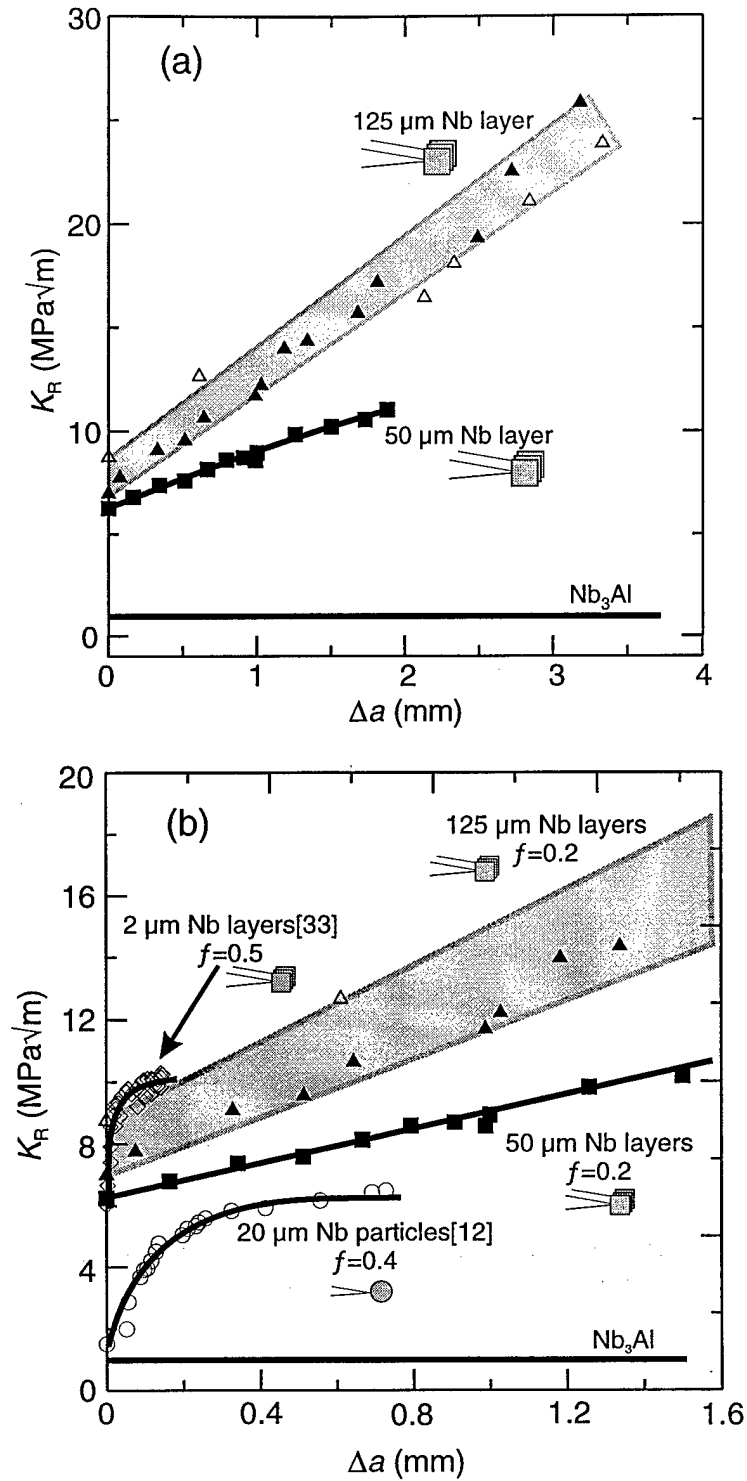 (a)
30
20
10
0
K_R (MPa√m)
125 µm Nb layer
50 µm Nb layer
Nb₃Al
0 1 2 3 4
Δa (mm)
(b)
20
16
12
8
4
0
K_R (MPa√m)
125 µm Nb layers
f=0.2
2 µm Nb layers[33]
f=0.5
50 µm Nb layers
f=0.2
20 µm Nb particles[12]
f=0.4
Nb₃Al
0 0.4 0.8 1.2 1.6
Δa (mm)